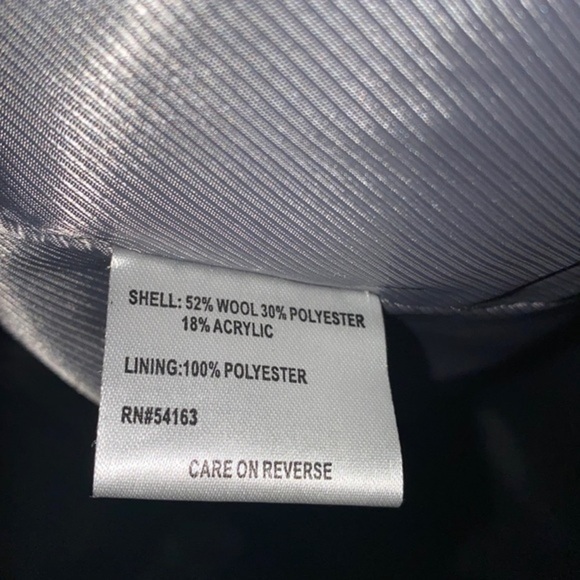 SHELL: 52% WOOL 30% POLYESTER
18% ACRYLIC
LINING:100% POLYESTER
RN#54163
CARE ON REVERSE